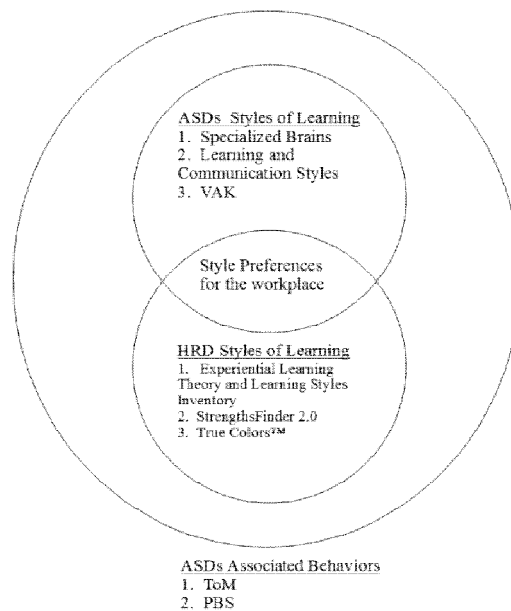 ASDs Styles of Learning
1. Specialized Brains
2. Learning and
Communication Styles
3. VAK
Style Preferences
for the workplace
HRD Styles of Learning
1. Experiential Learning
Theory and Learning Styles
Inventory
2. StrengthsFinder 2.0
3. True Colors™
ASDs Associated Behaviors
1. ToM
2. PBS